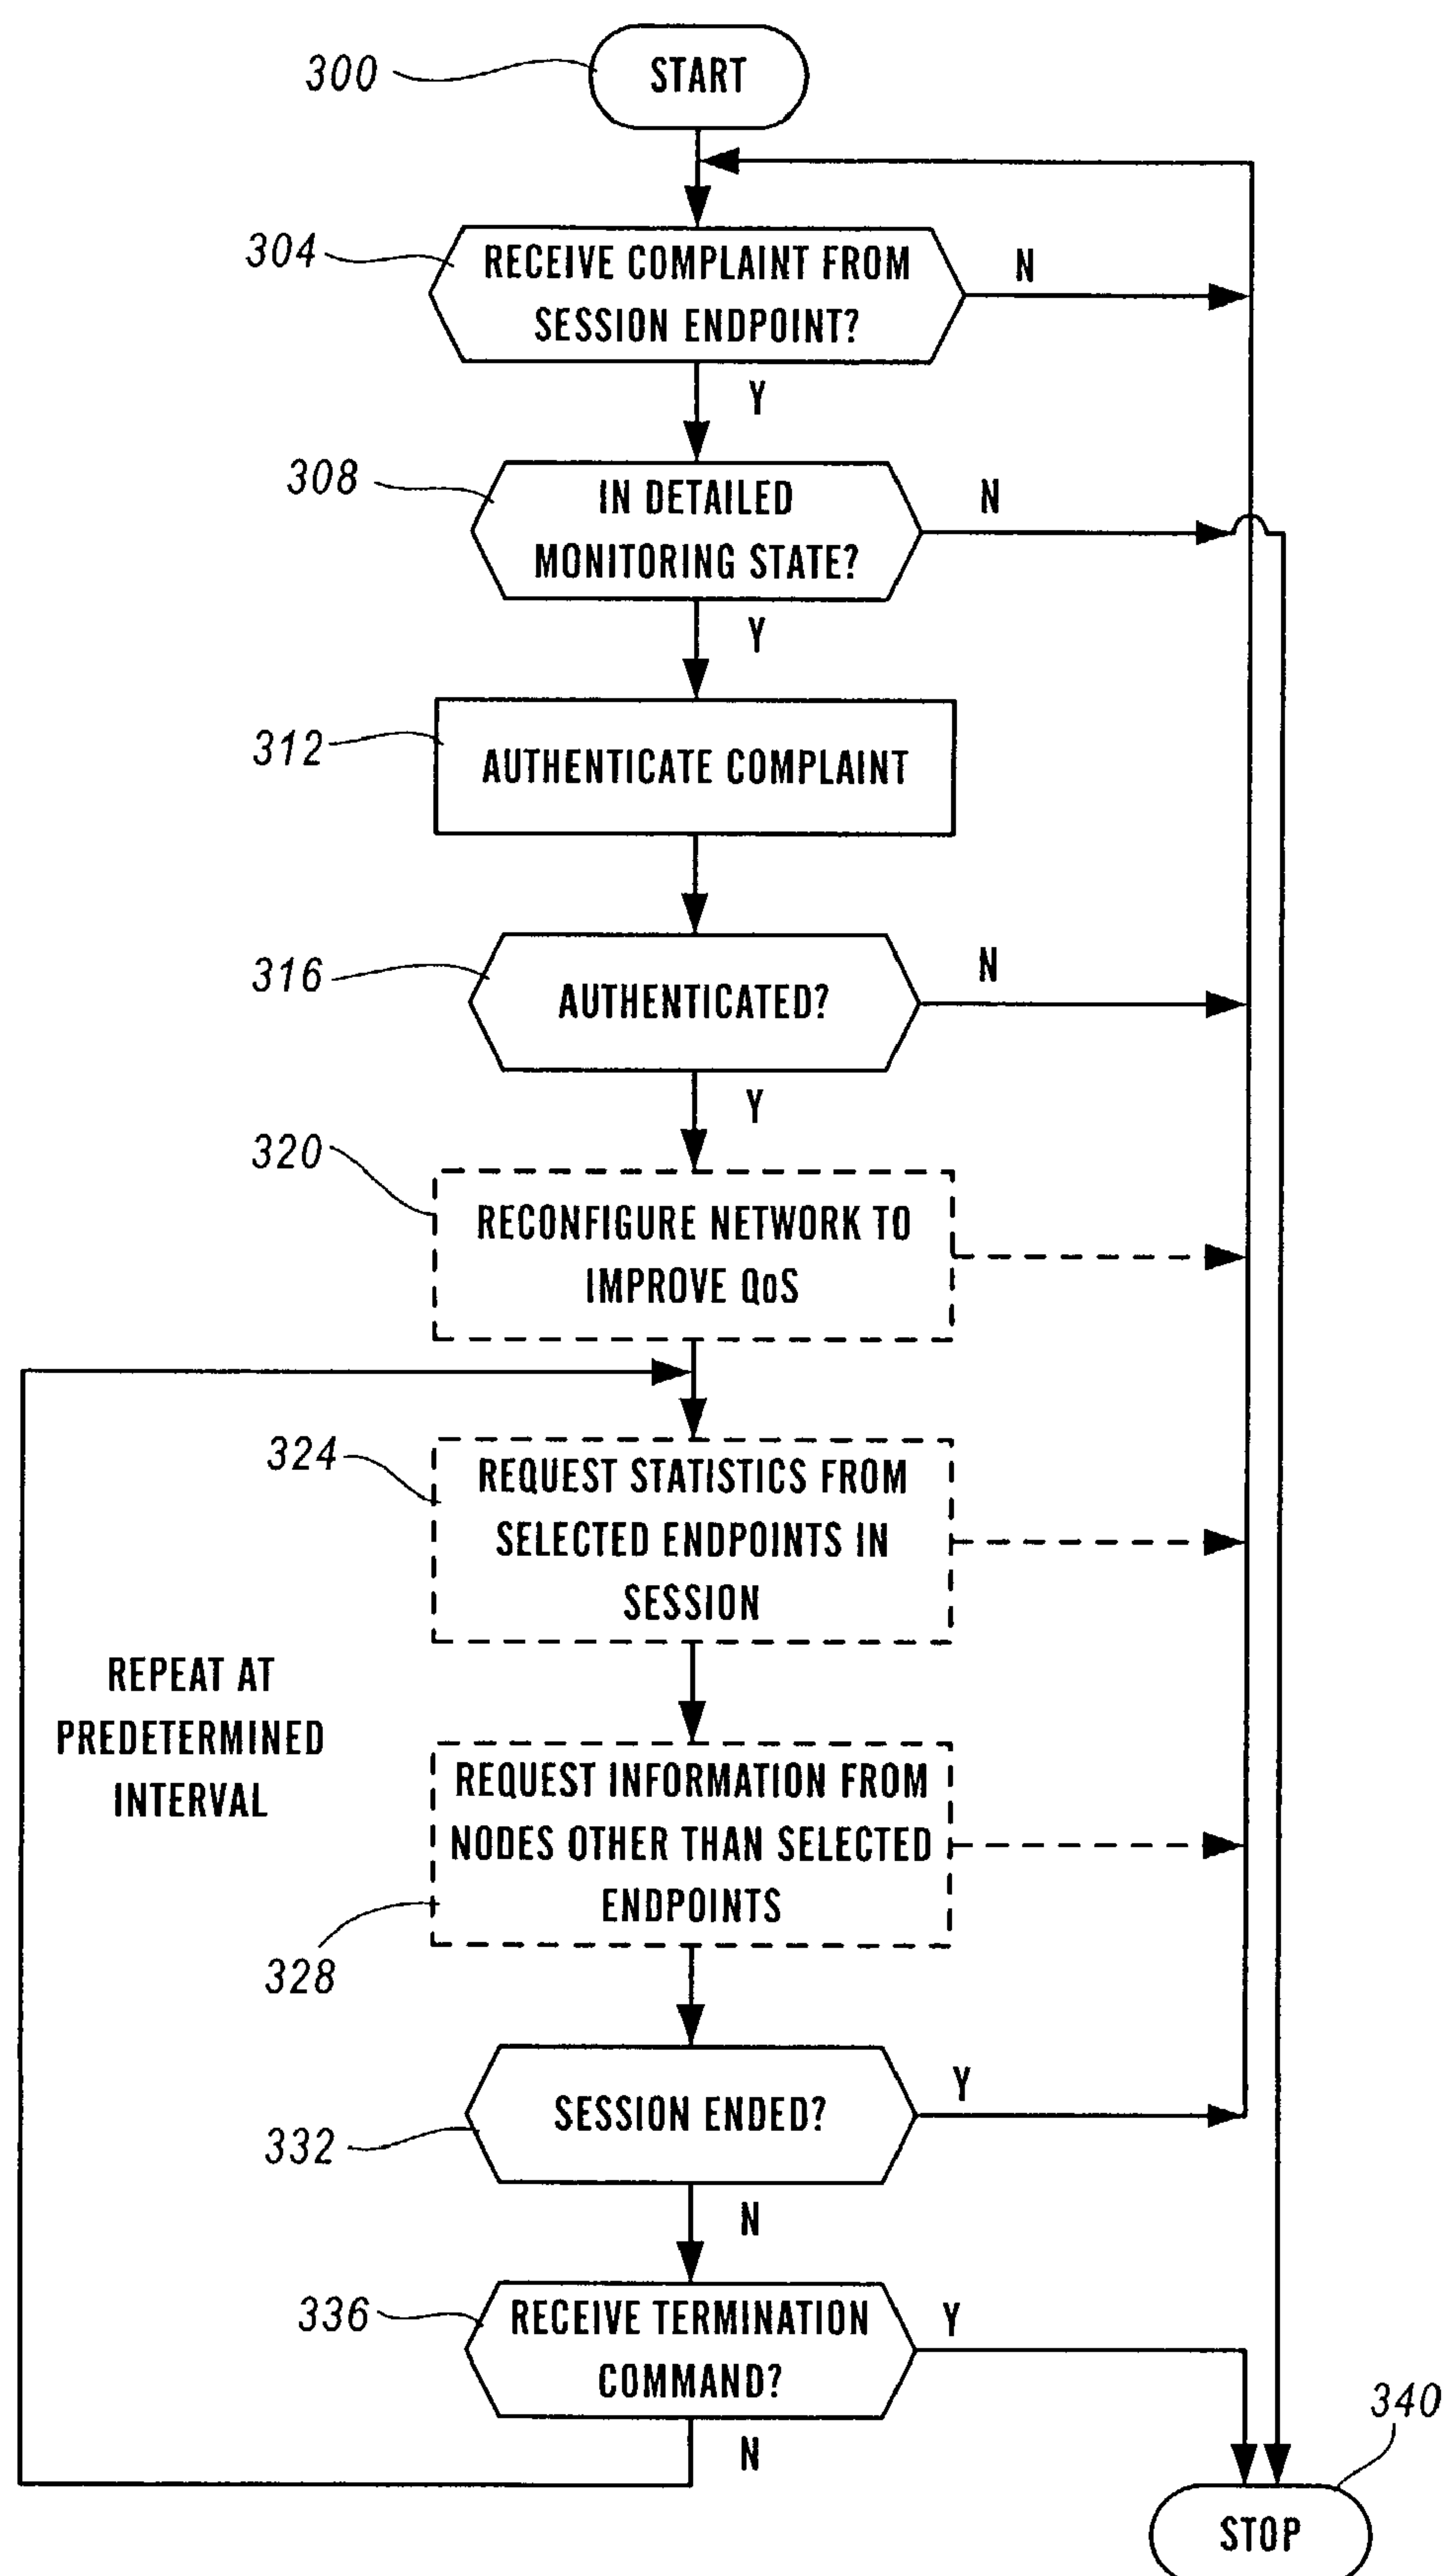 300
START
304
RECEIVE COMPLAINT FROM
SESSION ENDPOINT?
N
Y
308
IN DETAILED
MONITORING STATE?
N
Y
312
AUTHENTICATE COMPLAINT
316
AUTHENTICATED?
N
Y
320
RECONFIGURE NETWORK TO
IMPROVE QoS
324
REQUEST STATISTICS FROM
SELECTED ENDPOINTS IN
SESSION
REPEAT AT
PREDETERMINED
INTERVAL
REQUEST INFORMATION FROM
NODES OTHER THAN SELECTED
ENDPOINTS
328
SESSION ENDED?
Y
332
N
336
RECEIVE TERMINATION
COMMAND?
Y
N
340
STOP